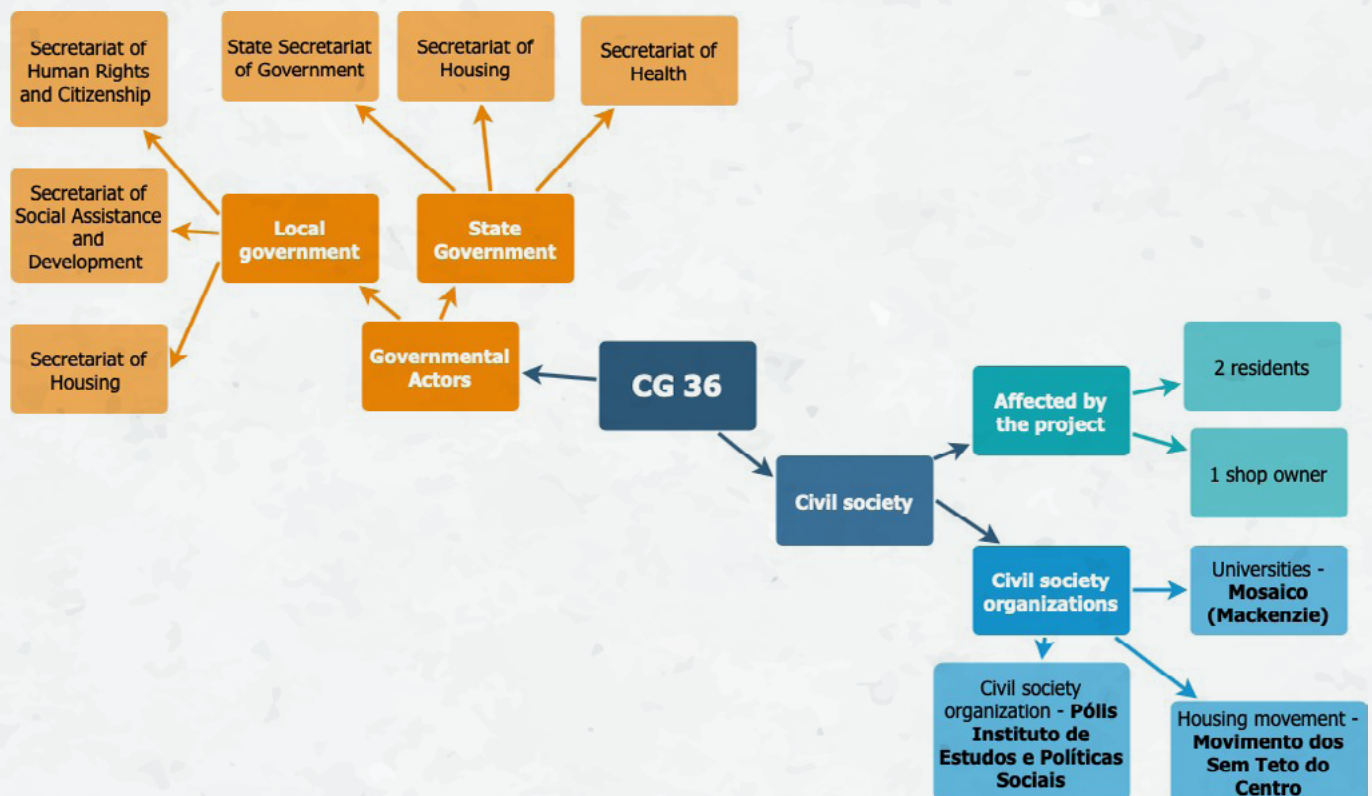 Secretariat of
Human Rights
and Citizenship
State Secretariat
of Government
Secretariat of
Housing
Secretariat of
Health
Secretariat of
Social Assistance
and
Development
Local
government
State
Government
Secretariat of
Housing
Governmental
Actors
CG 36
2 residents
Affected by
the project
1 shop owner
Civil society
Civil society
organizations
Universities -
Mosaico
(Mackenzie)
Civil society
organization - Pólis
Instituto de
Estudos e Políticas
Sociais
Housing movement -
Movimento dos
Sem Teto do
Centro